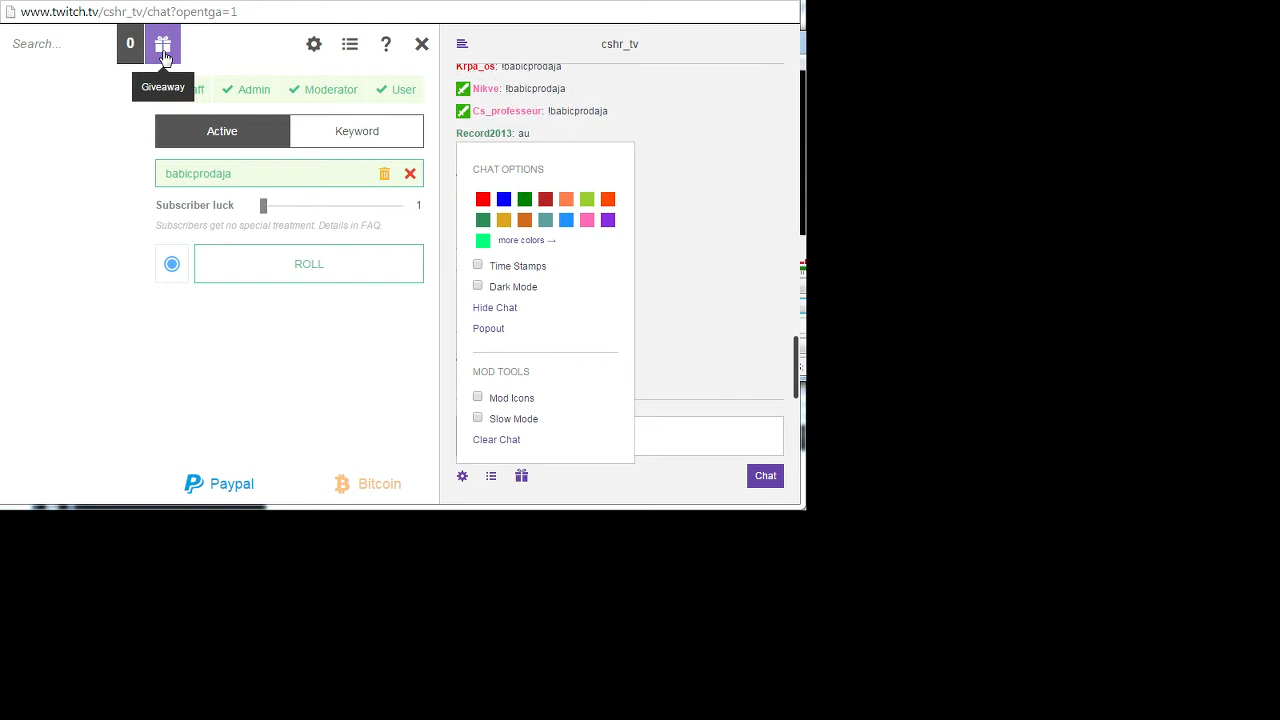 www.twitch.tv/cshr_tv/chat?opentga=1
Search...
0
Giveaway
aff
Admin
Moderator
User
Active
Keyword
babicprodaja
Subscriber luck
1
Subscribers get no special treatment. Details in FAQ.
ROLL
Paypal
Bitcoin
cshr_tv
Krpa_os: !babicprodaja
Nikve: !babicprodaja
Cs_professeur: !babicprodaja
Record2013: au
CHAT OPTIONS
more colors →
Time Stamps
Dark Mode
Hide Chat
Popout
MOD TOOLS
Mod Icons
Slow Mode
Clear Chat
Chat